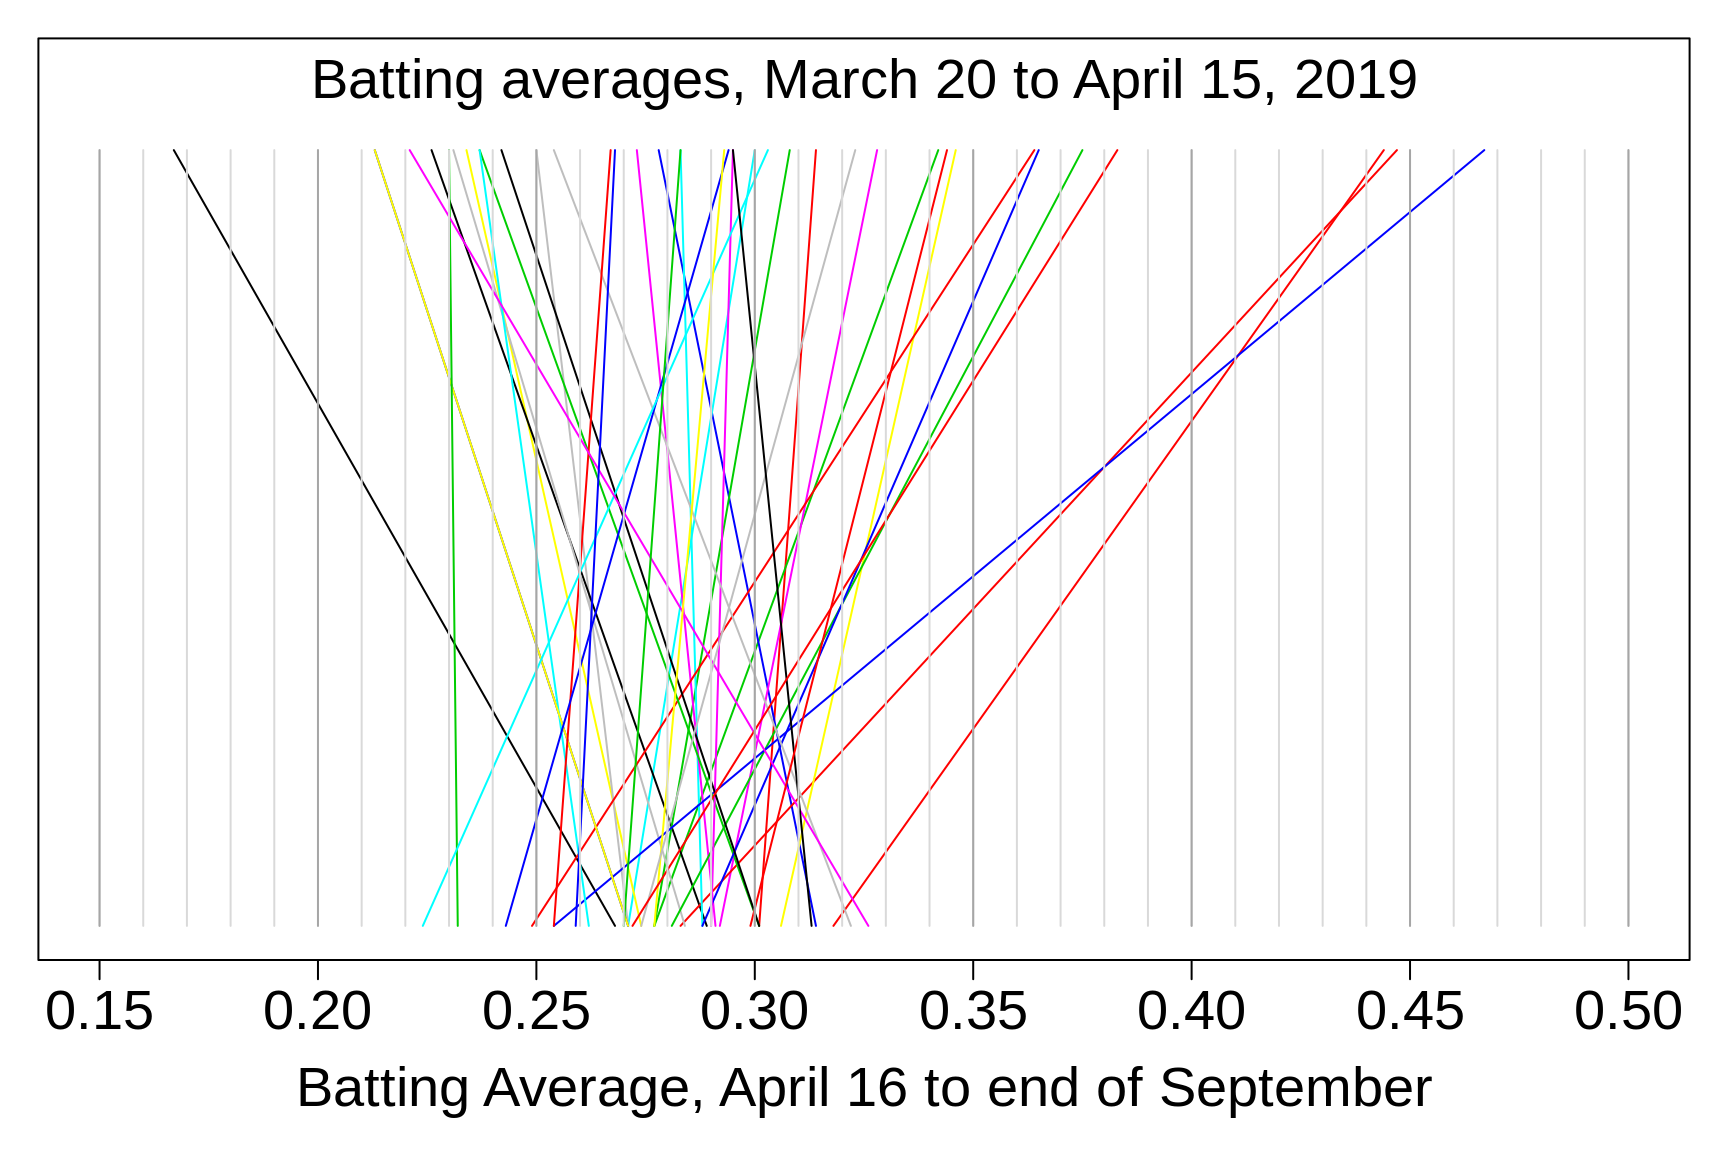 Batting averages, March 20 to April 15, 2019
0.15 0.20 0.25 0.30 0.35 0.40 0.45 0.50
Batting Average, April 16 to end of September